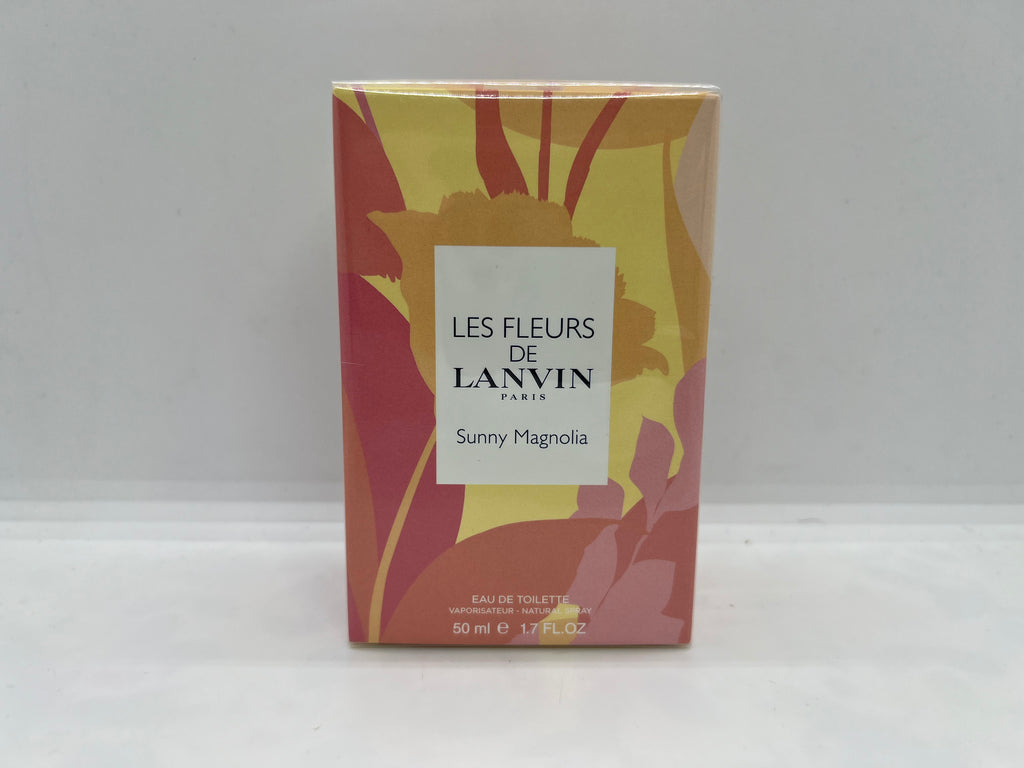 LES FLEURS
DE
LANVIN
PARIS
Sunny Magnolia
EAU DE TOILETTE
VAPORISATEUR - NATURAL SPRAY
50 ml ℮ 1.7 FL.OZ